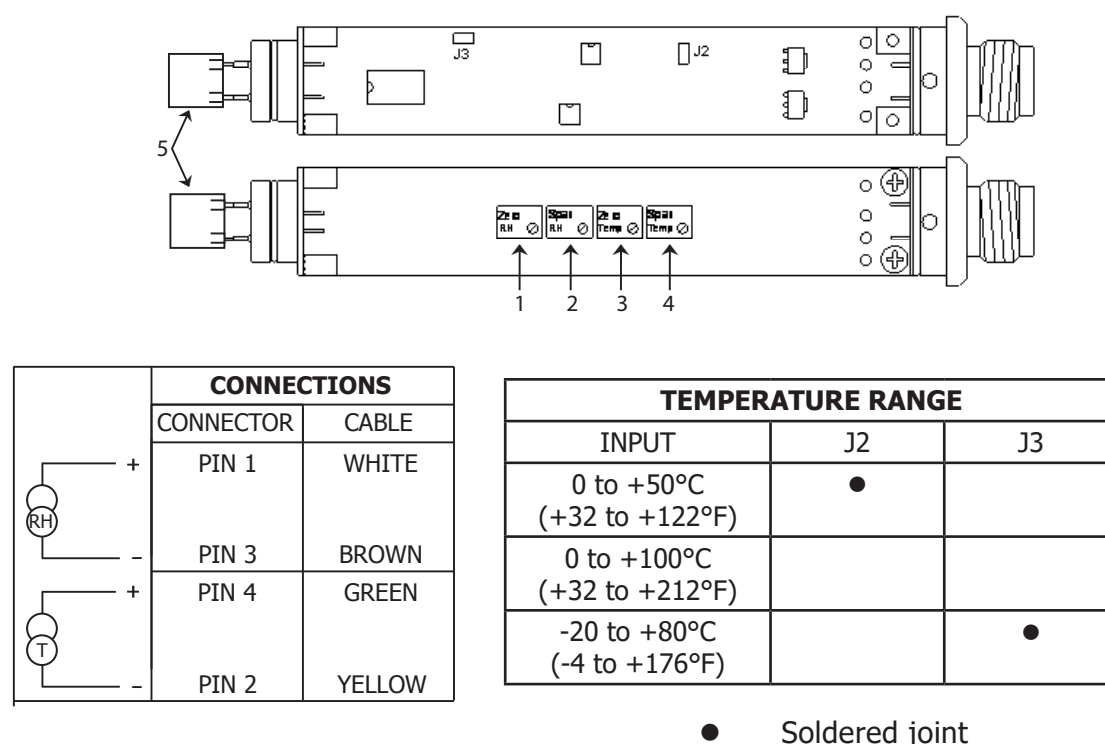 J3
J2
5
Zero
RH
Span
RH
Zero
Temp
Span
Temp
1
2
3
4
CONNECTIONS
CONNECTOR CABLE
+ PIN 1 WHITE
RH
– PIN 3 BROWN
+ PIN 4 GREEN
T
– PIN 2 YELLOW
TEMPERATURE RANGE
INPUT J2 J3
0 to +50°C ●
(+32 to +122°F)
0 to +100°C
(+32 to +212°F)
-20 to +80°C ●
(-4 to +176°F)
● Soldered joint